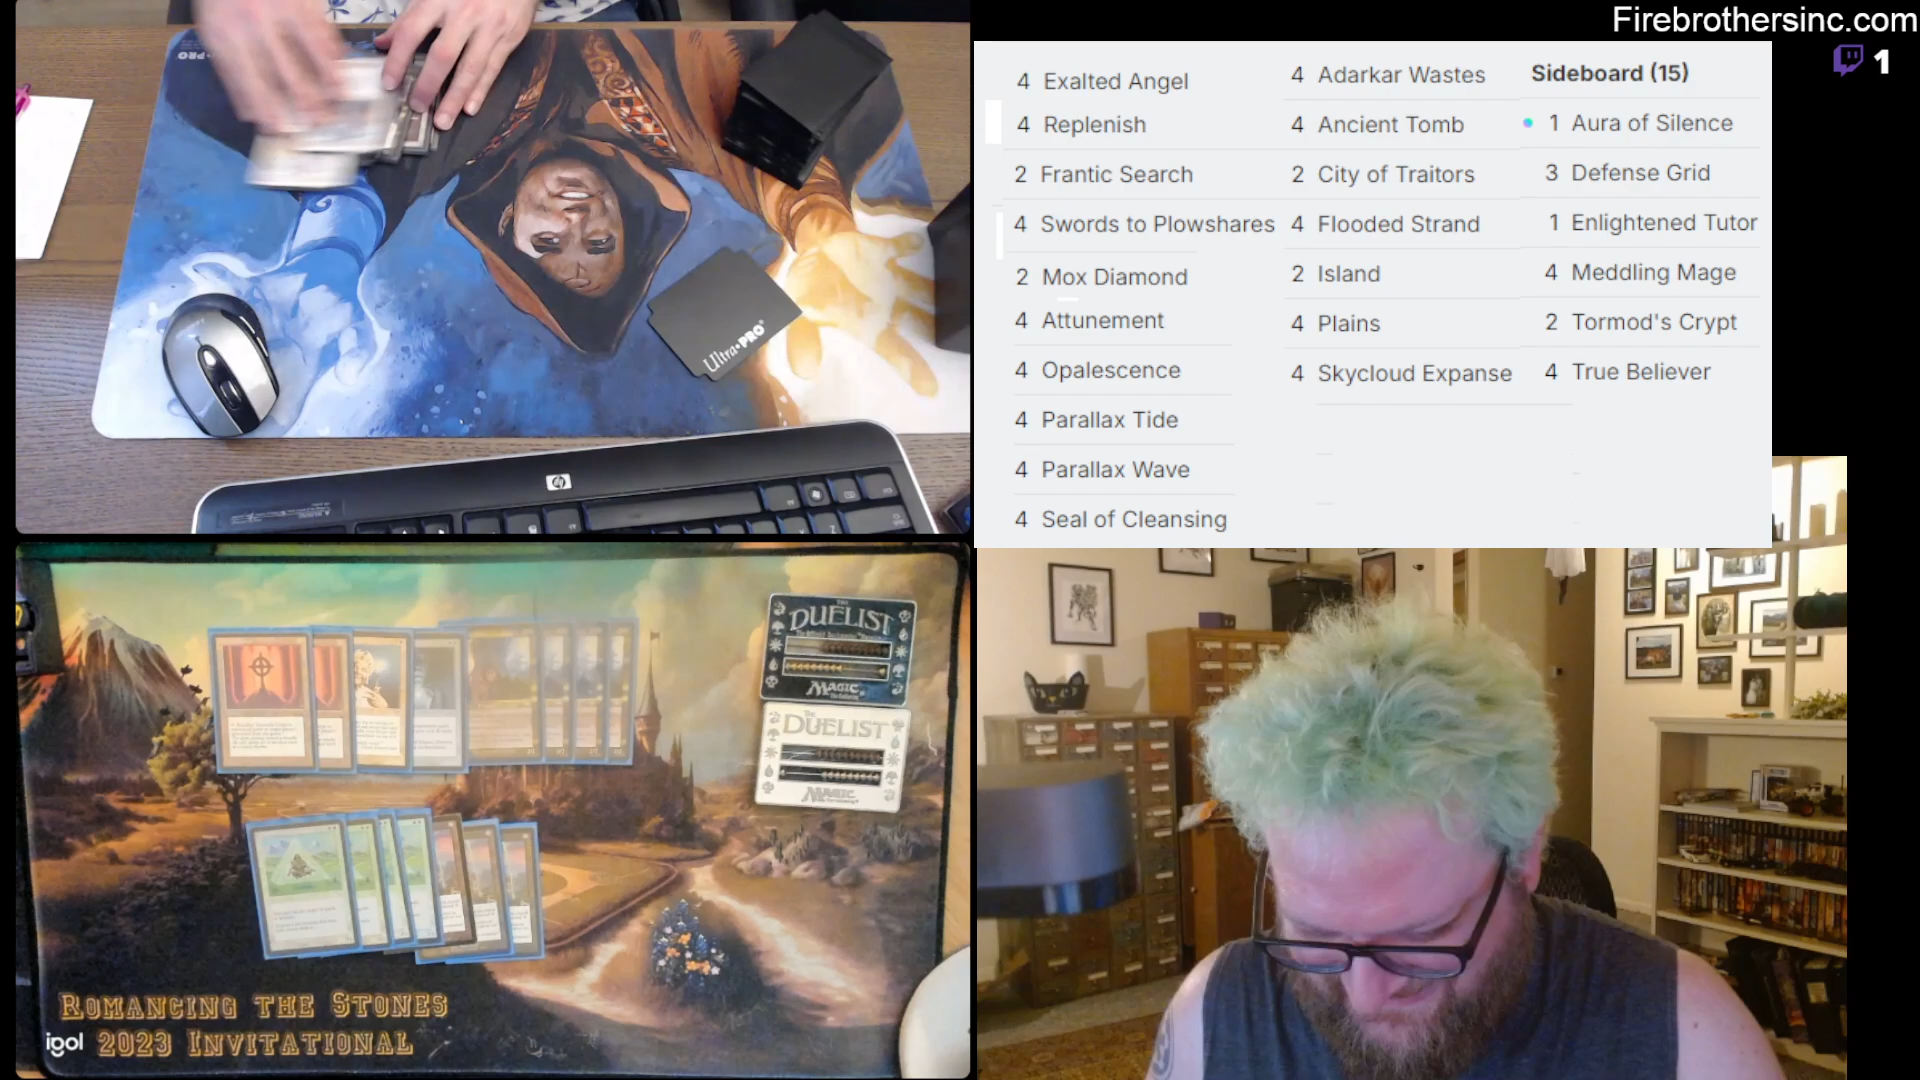 Firebrothersinc.com
1
4 Exalted Angel
4 Replenish
2 Frantic Search
4 Swords to Plowshares
2 Mox Diamond
4 Attunement
4 Opalescence
4 Parallax Tide
4 Parallax Wave
4 Seal of Cleansing
4 Adarkar Wastes
4 Ancient Tomb
2 City of Traitors
4 Flooded Strand
2 Island
4 Plains
4 Skycloud Expanse
Sideboard (15)
1 Aura of Silence
3 Defense Grid
1 Enlightened Tutor
4 Meddling Mage
2 Tormod's Crypt
4 True Believer
PRO
Ultra•PRO
hp
THE
DUELIST
MAGIC
THE
DUELIST
MAGIC
ROMANCING THE STONES
igol 2023 INVITATIONAL